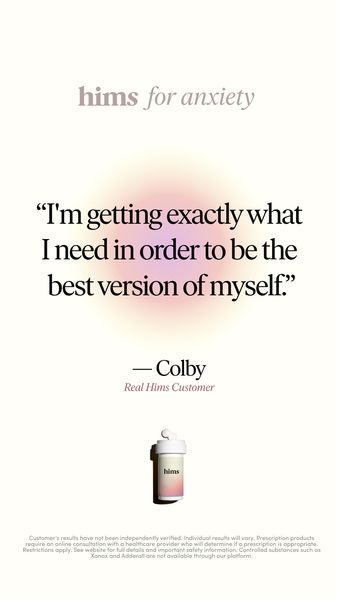 hims for anxiety
“I'm getting exactly what
I need in order to be the
best version of myself.”
— Colby
Real Hims Customer
hims
Customer's results have not been independently verified. Individual results will vary. Prescription products
require an online consultation with a healthcare provider who will determine if a prescription is appropriate.
Restrictions apply. See website for full details and important safety information. Controlled substances such as
Xanax and Adderall are not available through our platform